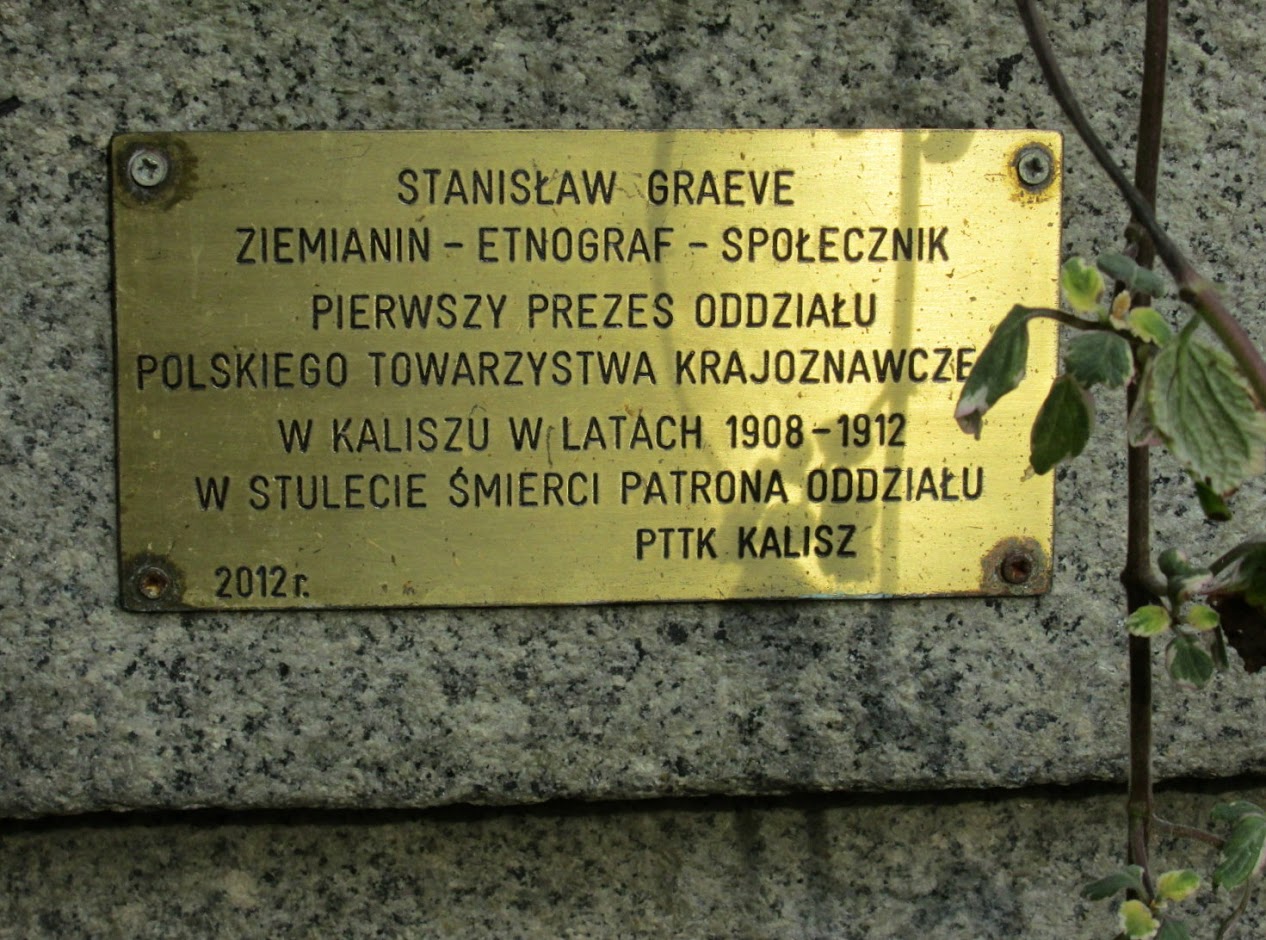 STANISŁAW GRAEVE
ZIEMIANIN - ETNOGRAF - SPOŁECZNIK
PIERWSZY PREZES ODDZIAŁU
POLSKIEGO TOWARZYSTWA
W KALISZU W LATACH 1908-1912
W STULECIE ŚMIERCI PATRONA ODDZIAŁU
PTTK KALISZ
2012 r.